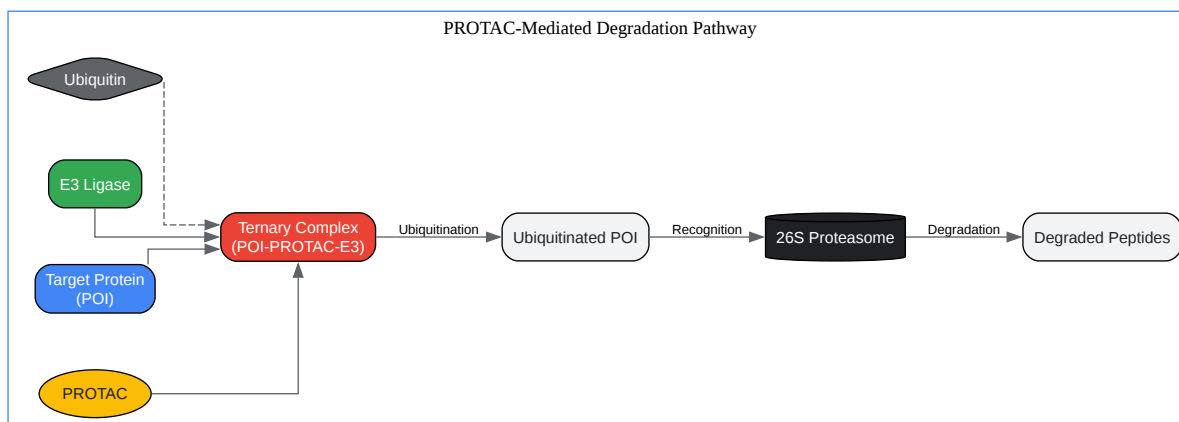 PROTAC-Mediated Degradation Pathway
Ubiquitin
E3 Ligase
Target Protein
(POI)
PROTAC
Ternary Complex
(POI-PROTAC-E3)
Ubiquitination
Ubiquitinated POI
Recognition
26S Proteasome
Degradation
Degraded Peptides